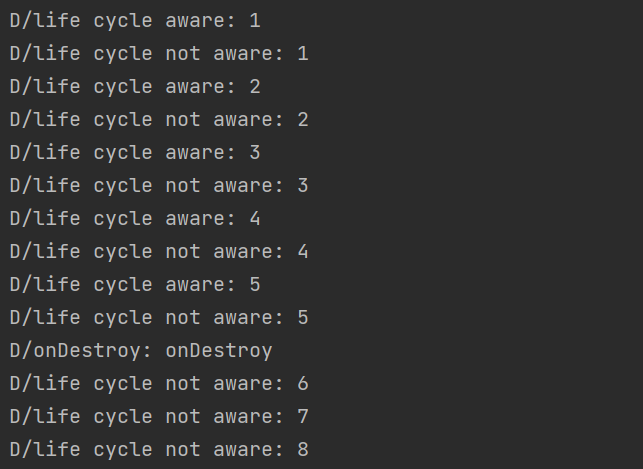 D/life cycle aware: 1
D/life cycle not aware: 1
D/life cycle aware: 2
D/life cycle not aware: 2
D/life cycle aware: 3
D/life cycle not aware: 3
D/life cycle aware: 4
D/life cycle not aware: 4
D/life cycle aware: 5
D/life cycle not aware: 5
D/onDestroy: onDestroy
D/life cycle not aware: 6
D/life cycle not aware: 7
D/life cycle not aware: 8